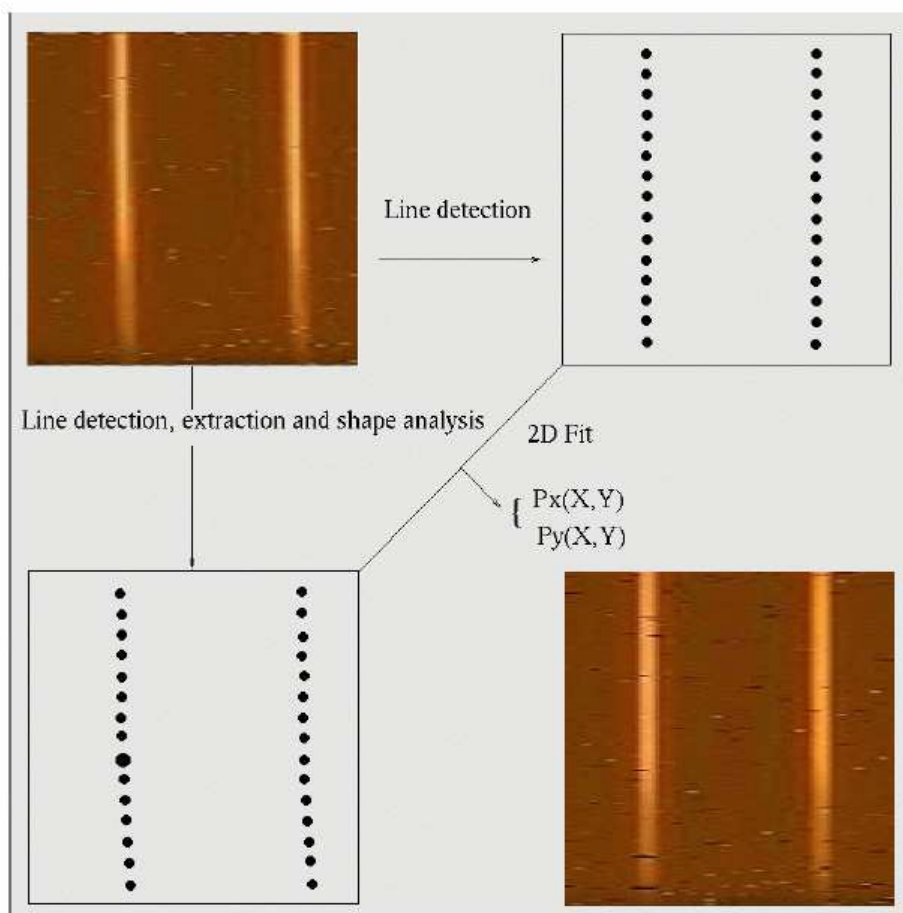 Line detection
Line detection, extraction and shape analysis
2D Fit
{ Px(X,Y)
Py(X,Y)